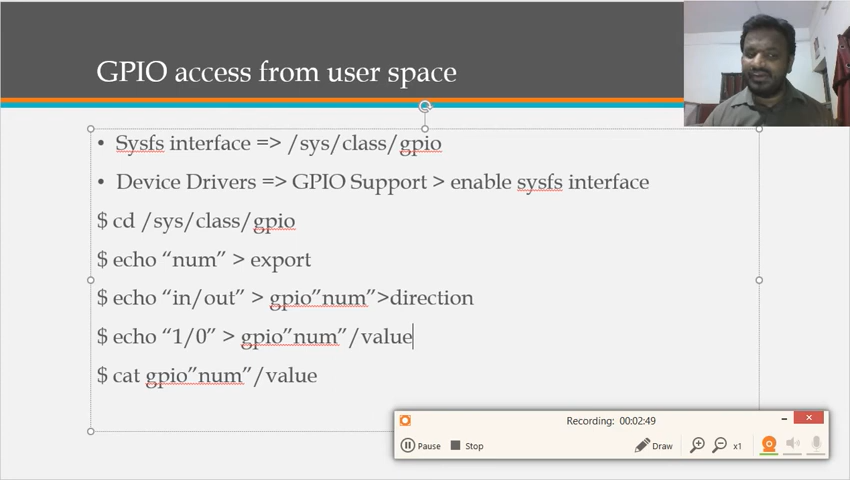 GPIO access from user space
• Sysfs interface => /sys/class/gpio
• Device Drivers => GPIO Support > enable sysfs interface
$ cd /sys/class/gpio
$ echo “num” > export
$ echo “in/out” > gpio”num”>direction
$ echo “1/0” > gpio”num”/value
$ cat gpio”num”/value
Recording: 00:02:49
Pause Stop Draw x1